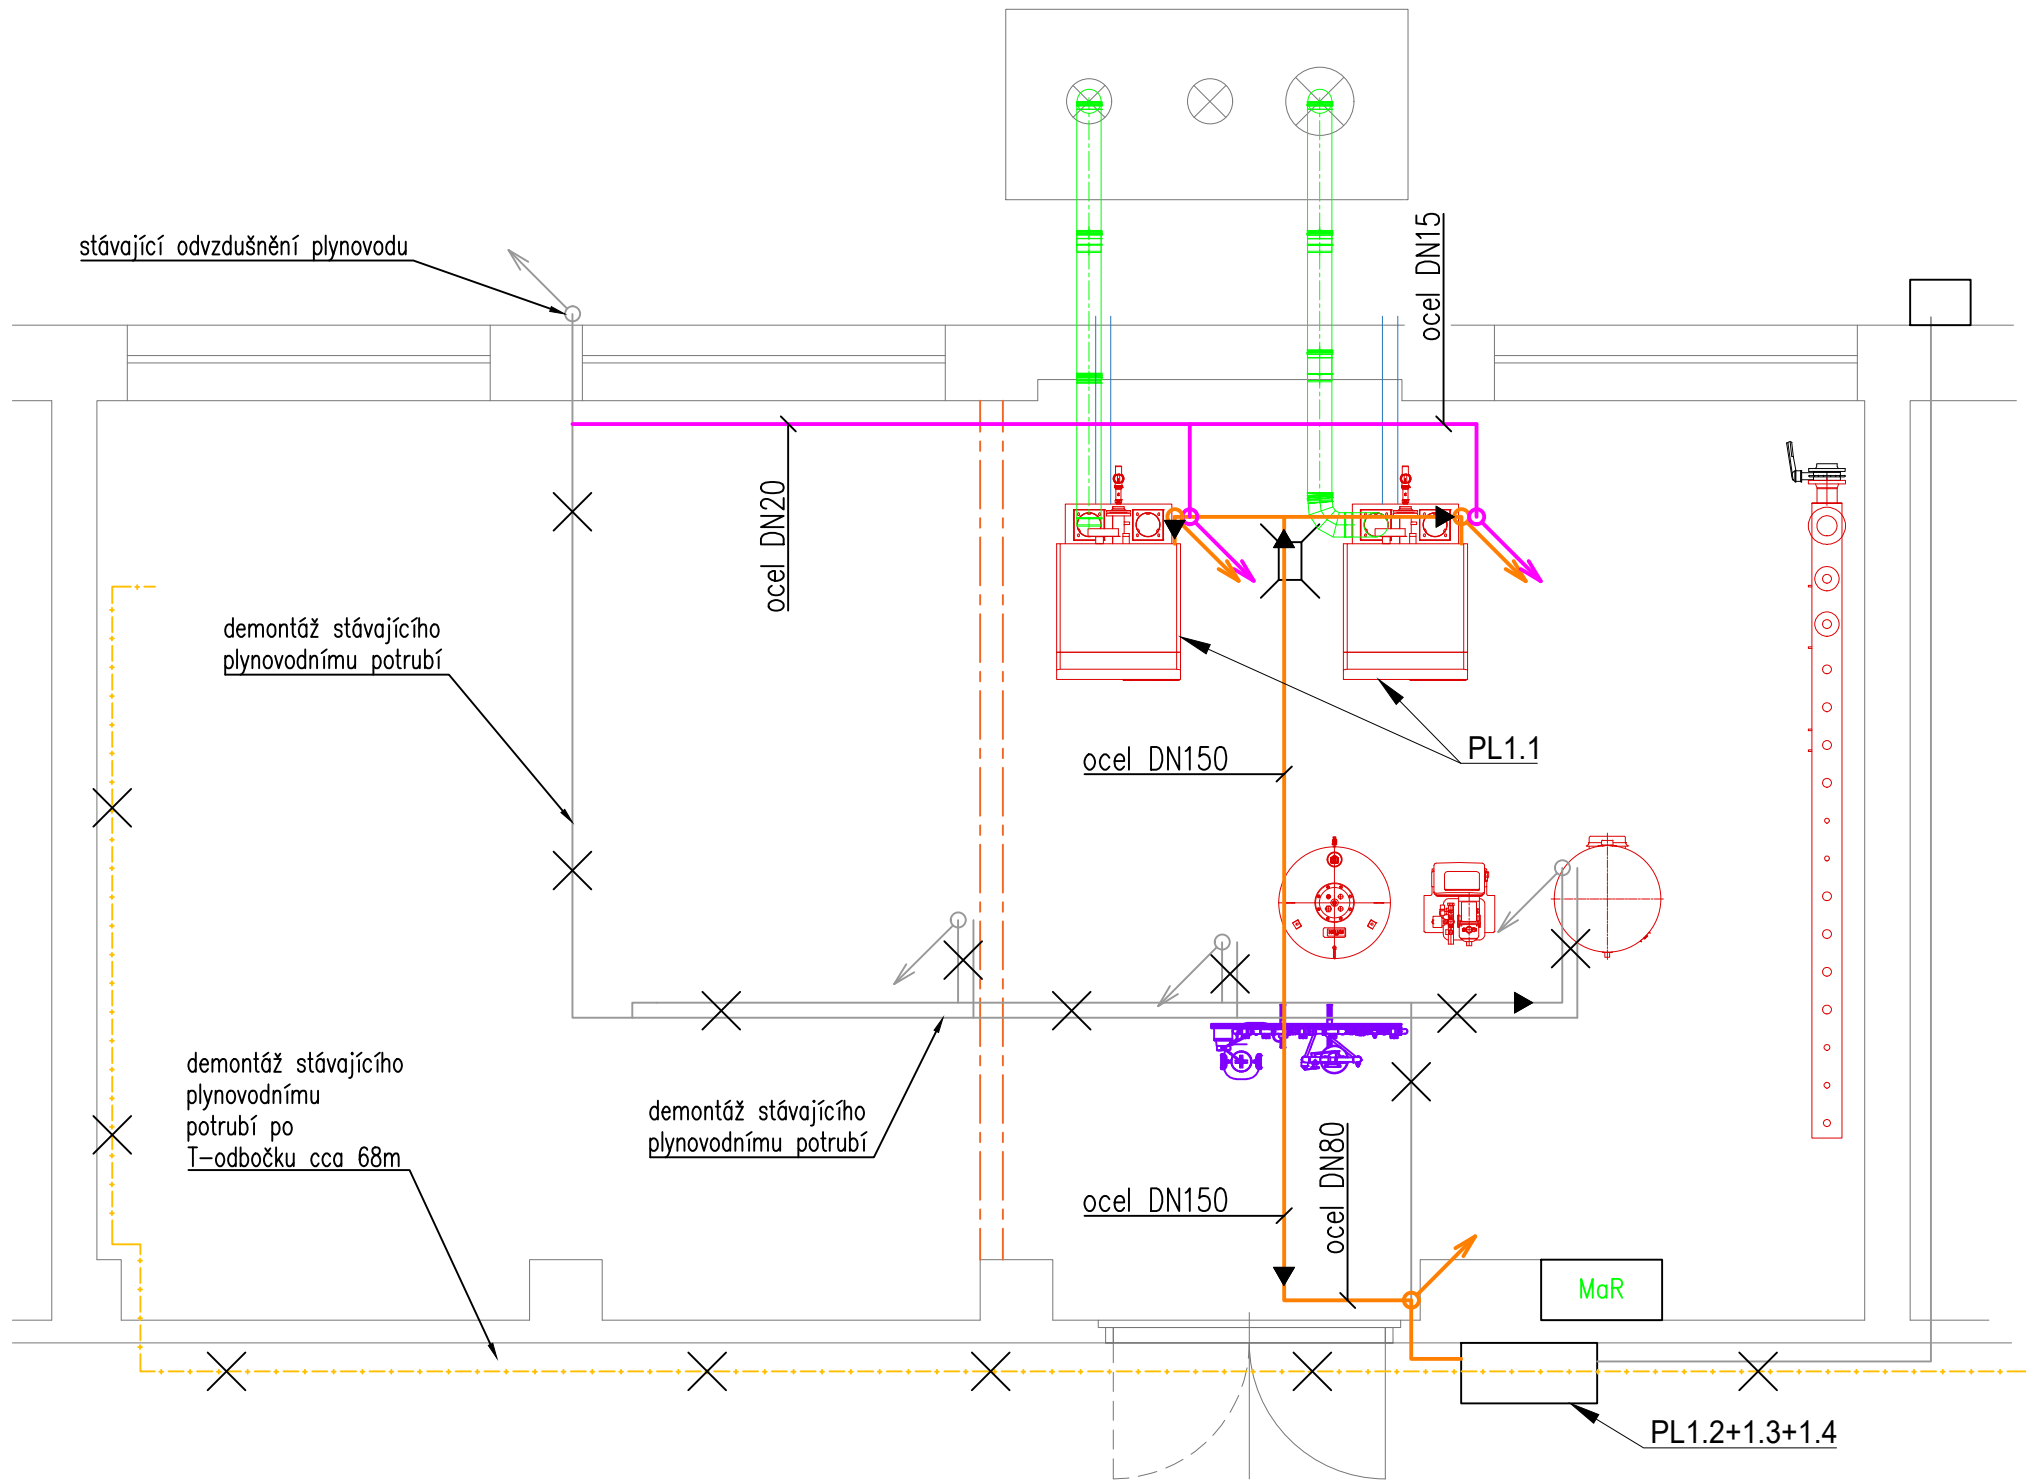 stávající odvzdušnění plynovodu
ocel DN15
ocel DN20
demontáž stávajícího
plynovodnímu potrubí
PL1.1
ocel DN150
demontáž stávajícího
plynovodnímu
potrubí po
T-odbočku cca 68m
demontáž stávajícího
plynovodnímu potrubí
ocel DN150
ocel DN80
MaR
PL1.2+1.3+1.4